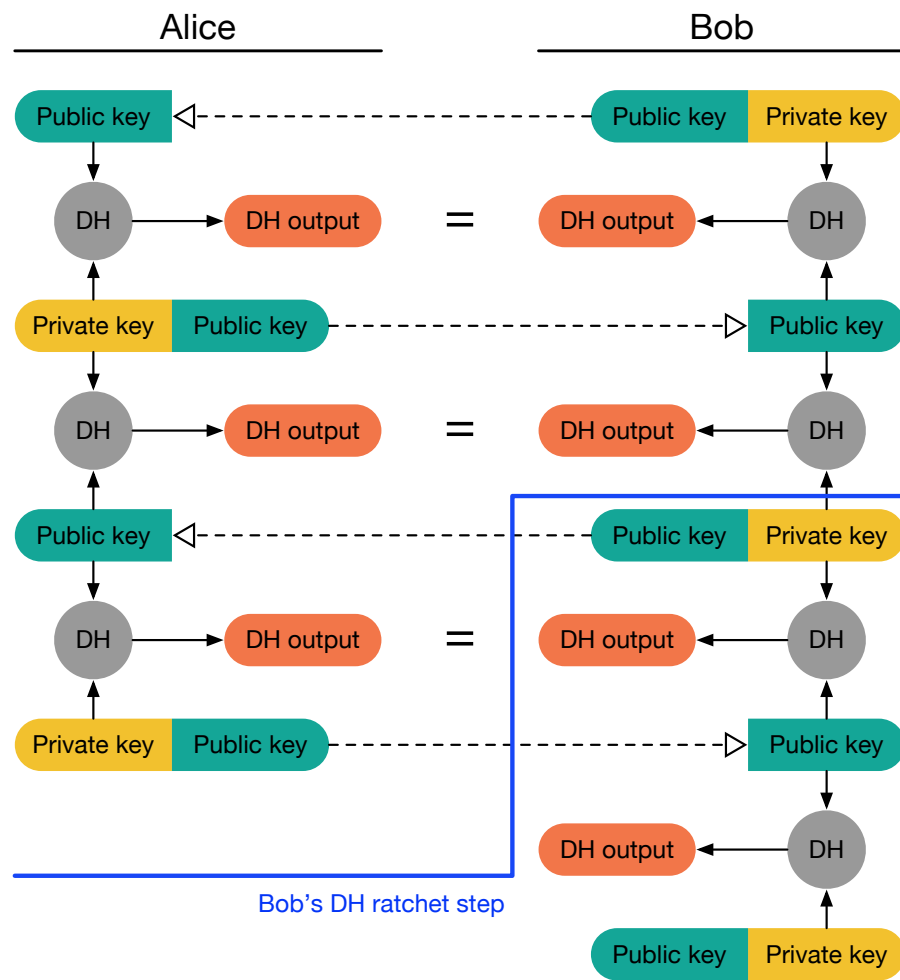 Alice Bob
Public key Public key Private key
DH DH output = DH output DH
Private key Public key Public key
DH DH output = DH output DH
Public key Public key Private key
DH DH output = DH output DH
Private key Public key Public key
DH output DH
Bob’s DH ratchet step
Public key Private key